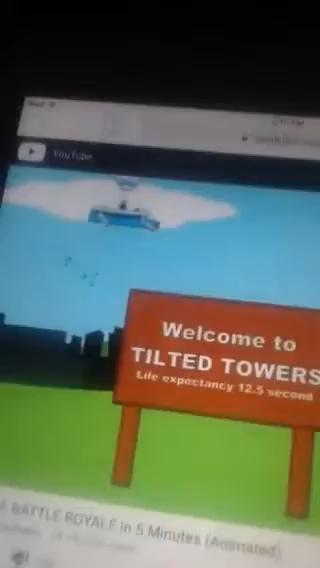 YouTube
Welcome to
TILTED TOWERS
Life expectancy 12.5 second
BATTLE ROYALE in 5 Minutes (Animated)